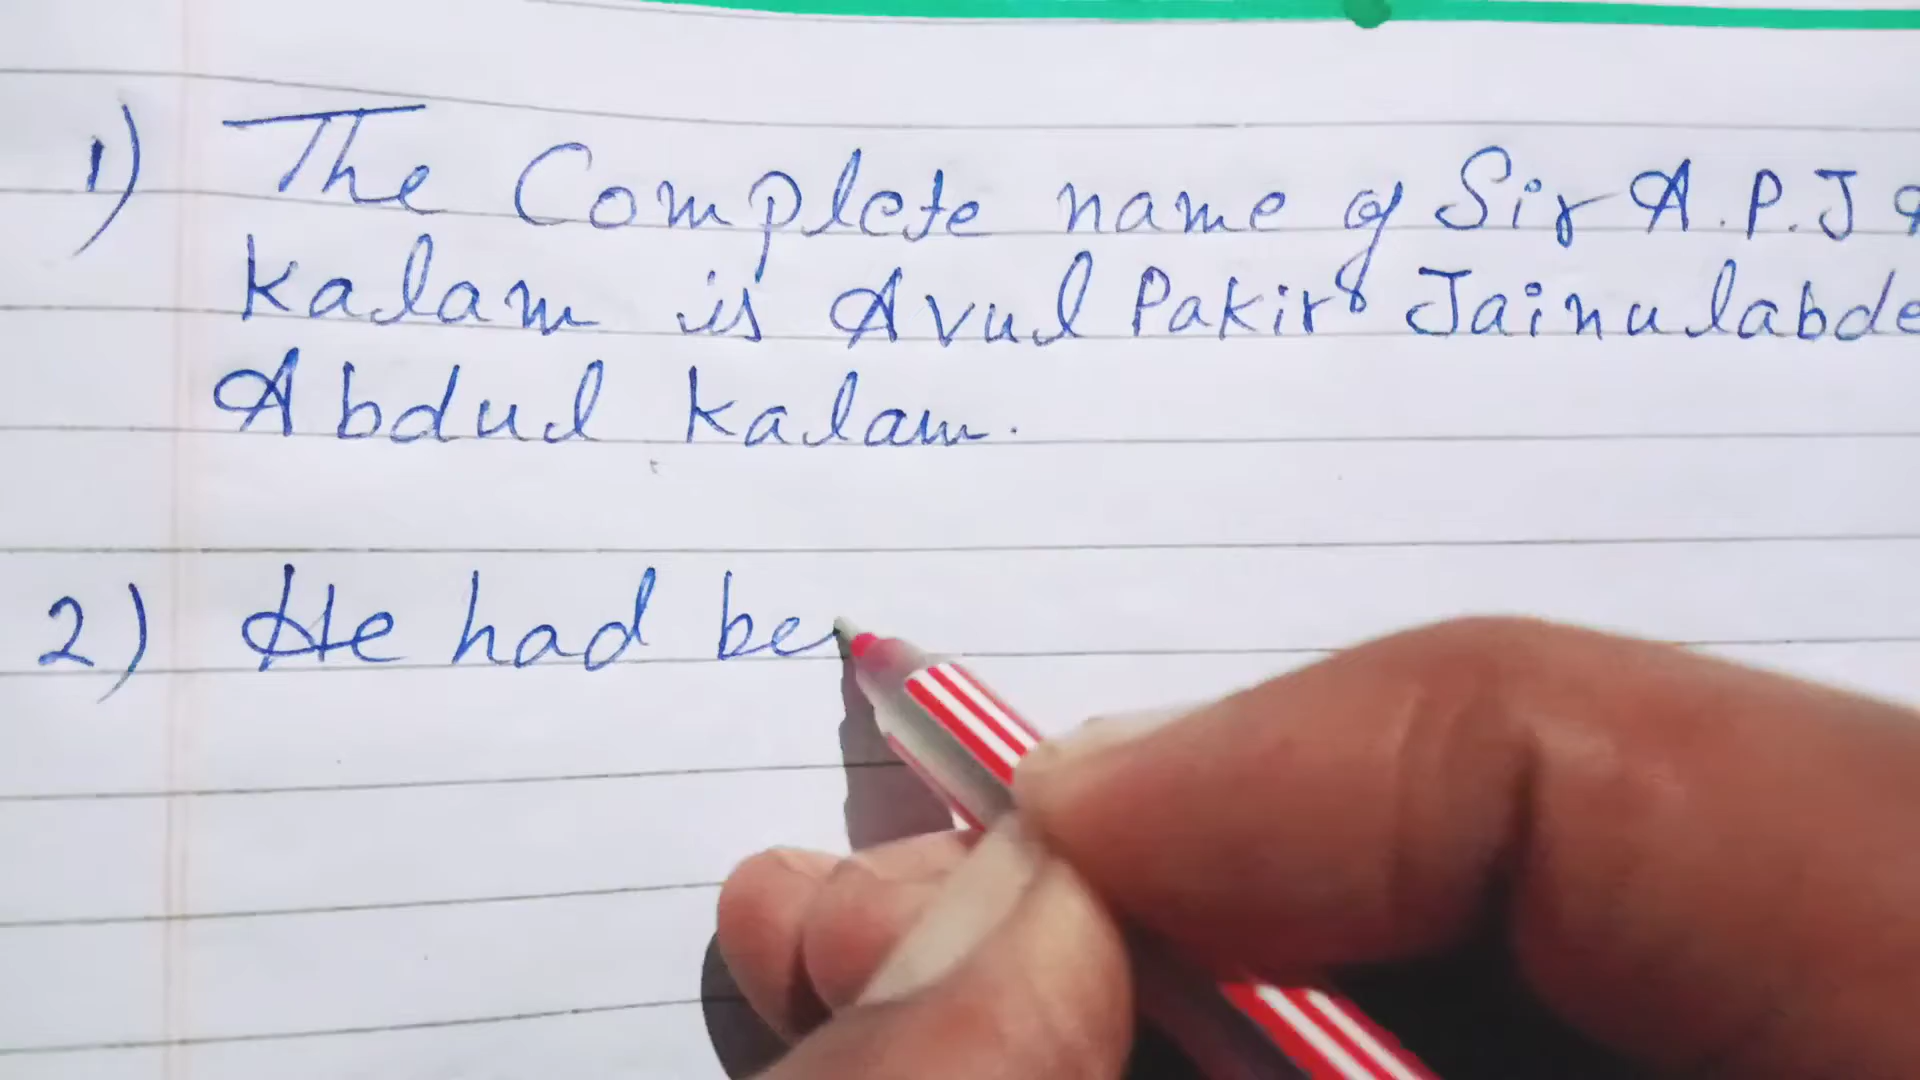 1) The Complete name of Sir A.P.J
Kalam is Avul Pakir Jainulabde
Abdul Kalam.
2) He had be